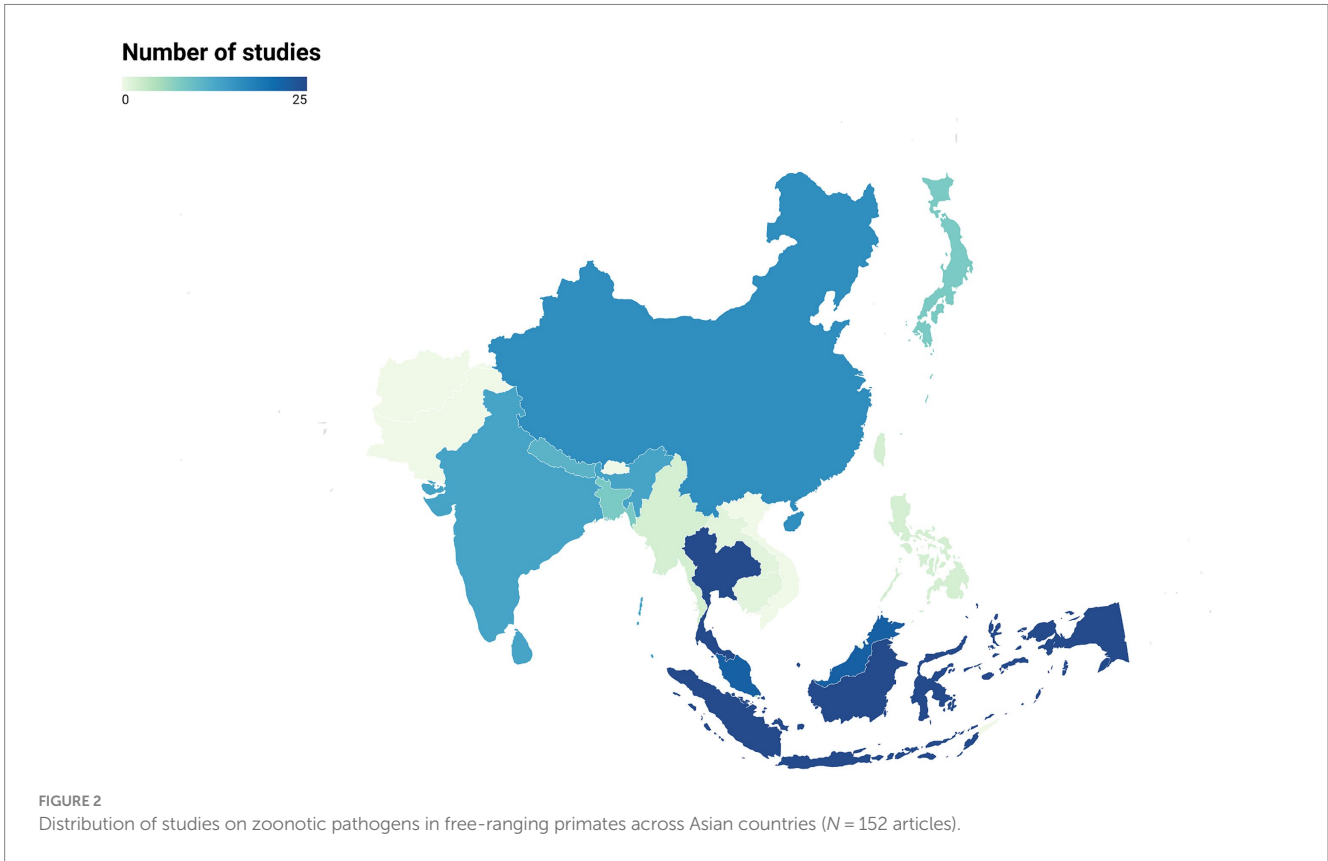 Number of studies
0 25
FIGURE 2
Distribution of studies on zoonotic pathogens in free-ranging primates across Asian countries (N = 152 articles).